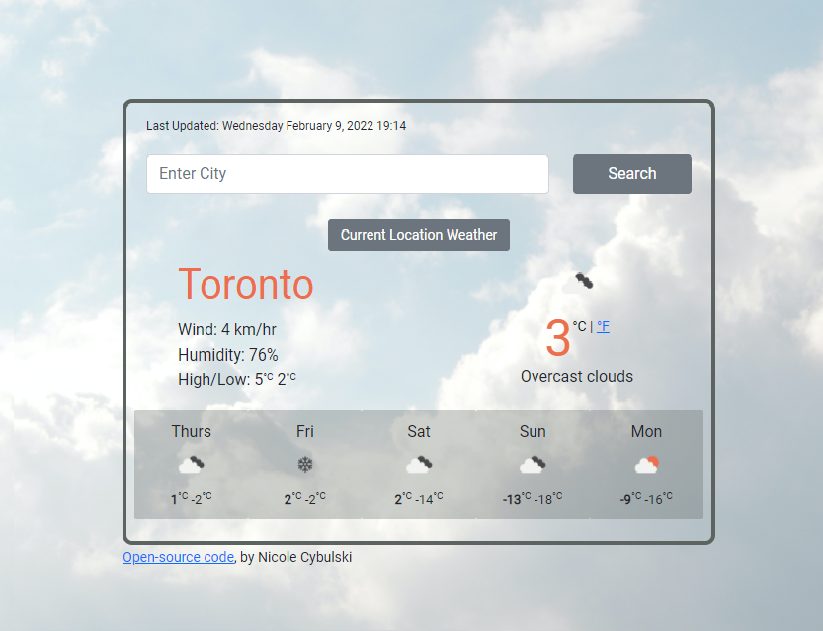 Last Updated: Wednesday February 9, 2022 19:14
Enter City
Search
Current Location Weather
Toronto
Wind: 4 km/hr
Humidity: 76%
High/Low: 5°C 2°C
3°C | °F
Overcast clouds
Thurs Fri Sat Sun Mon
1°C -2°C 2°C -2°C 2°C -14°C -13°C -18°C -9°C -16°C
Open-source code, by Nicole Cybulski